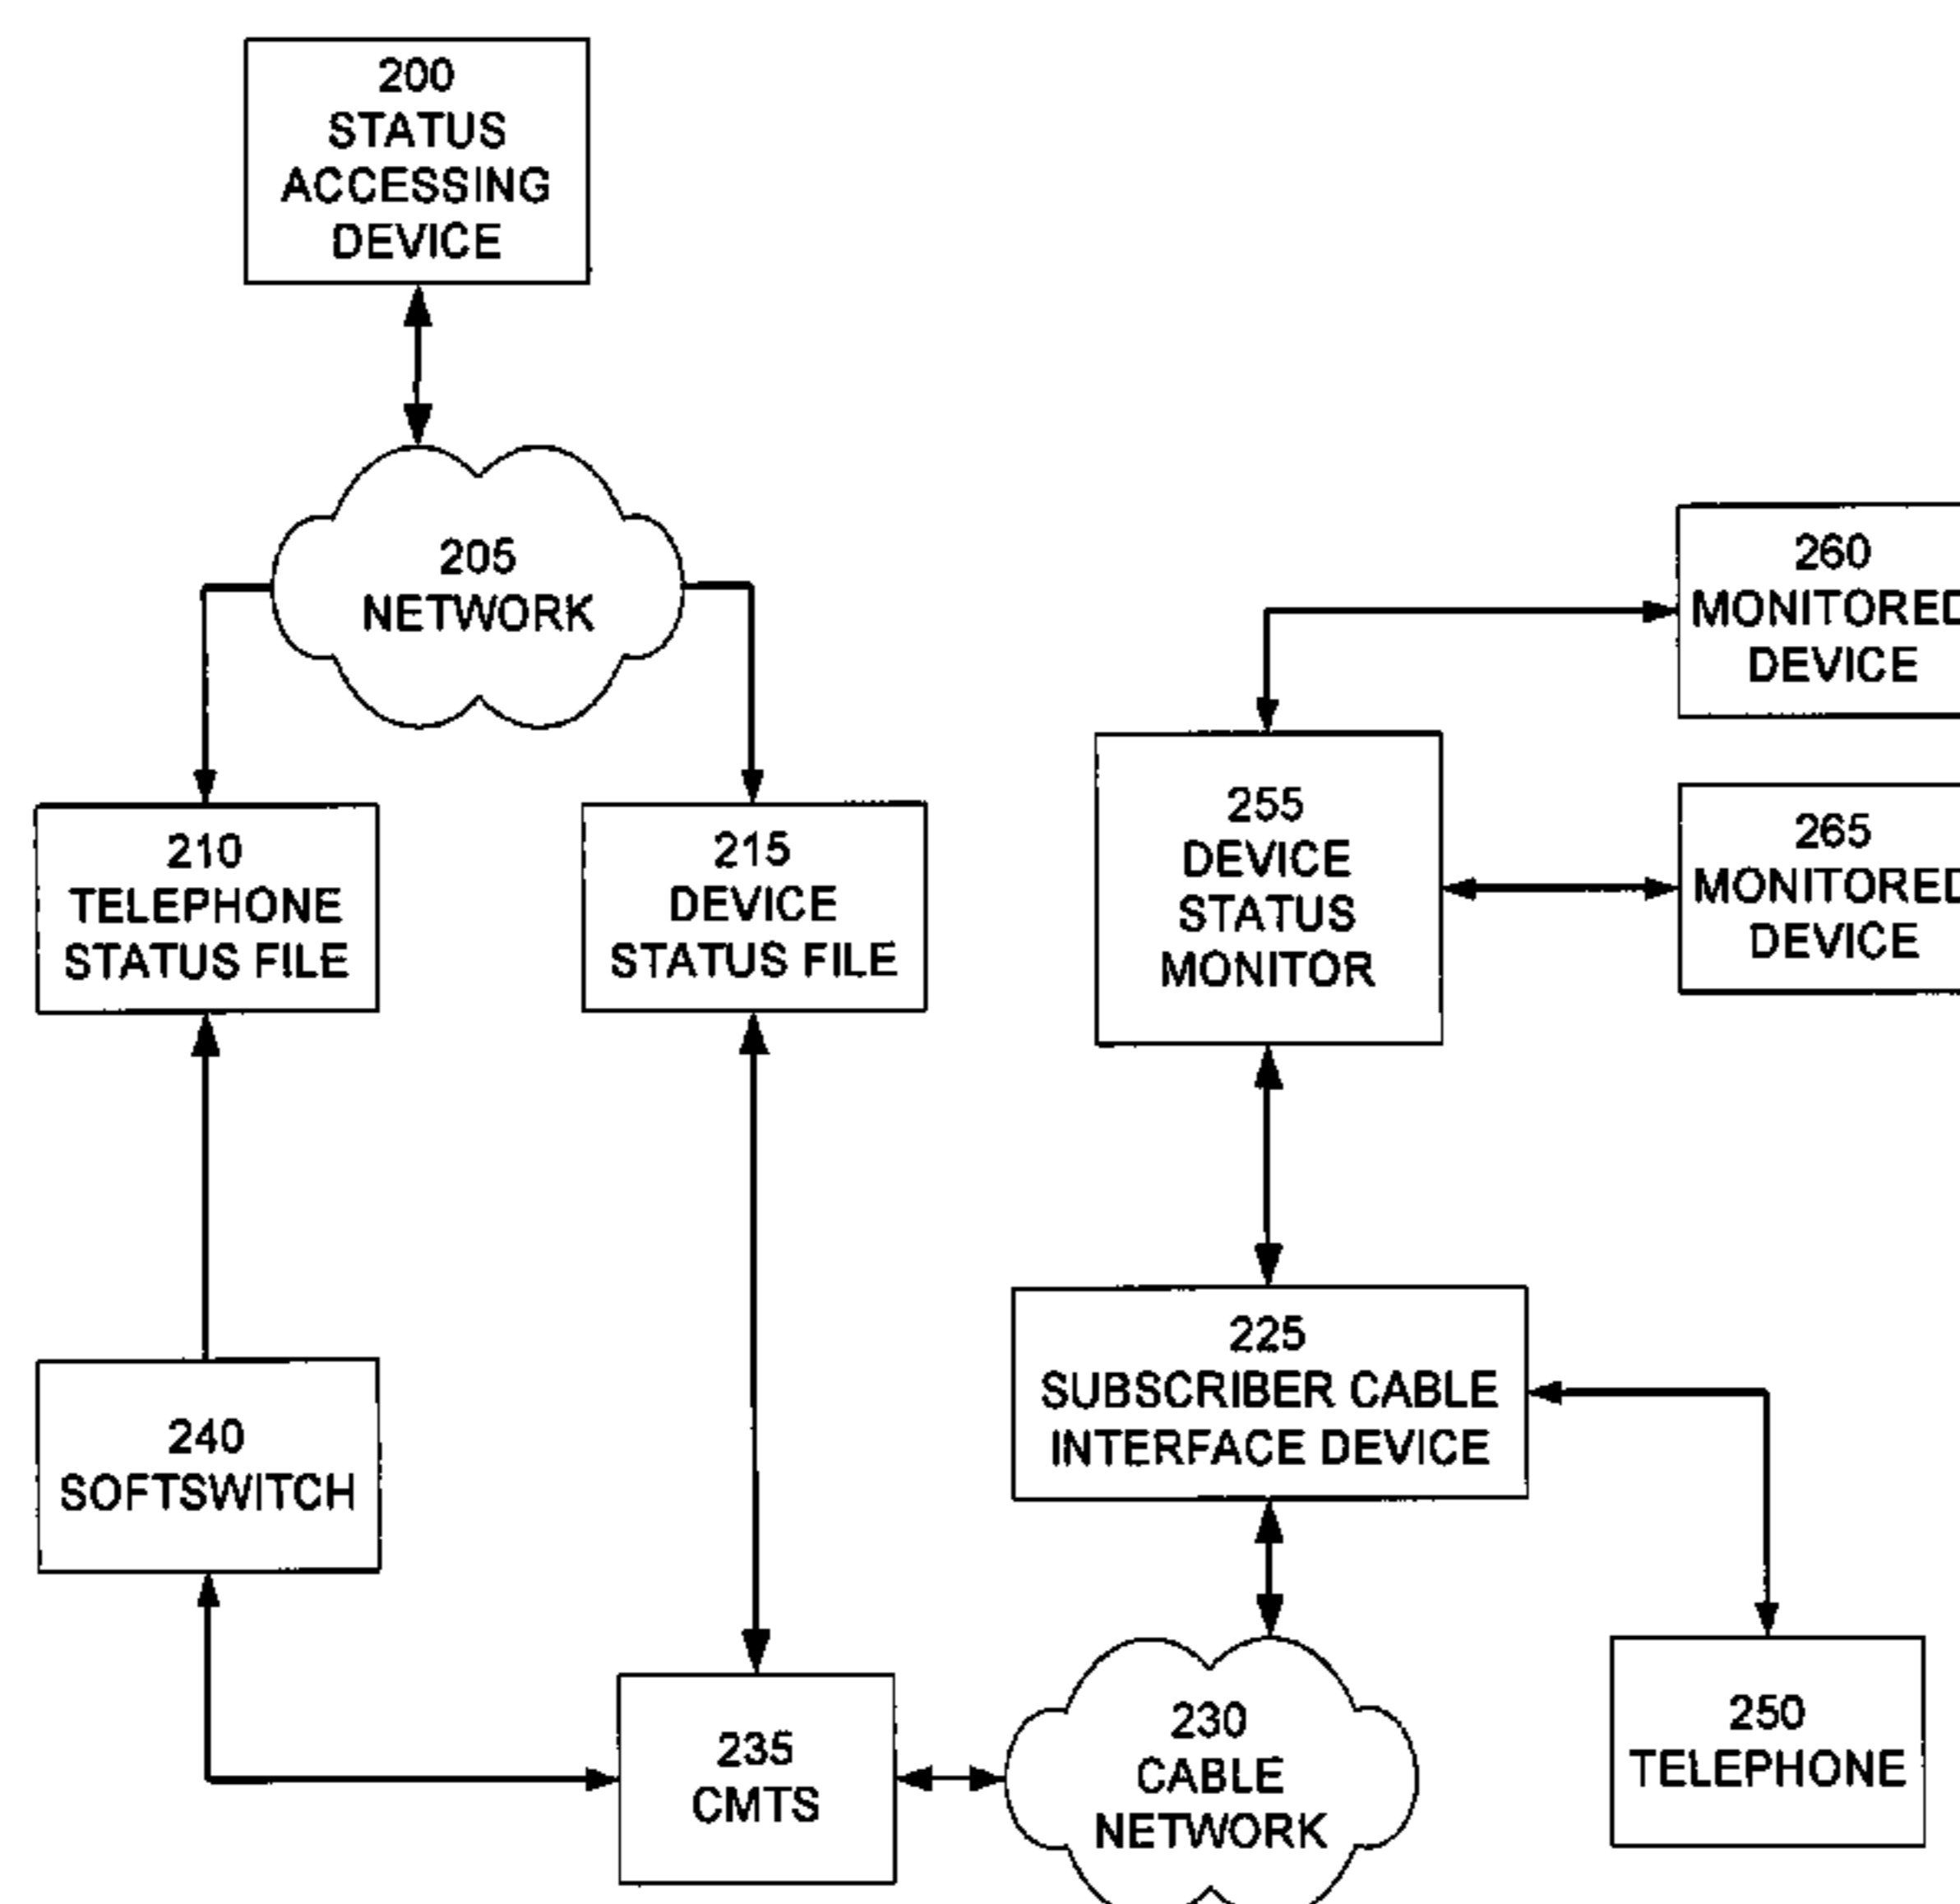 200
STATUS
ACCESSING
DEVICE
205
NETWORK
260
MONITORED
DEVICE
210
TELEPHONE
STATUS FILE
215
DEVICE
STATUS FILE
255
DEVICE
STATUS
MONITOR
265
MONITORED
DEVICE
225
SUBSCRIBER CABLE
INTERFACE DEVICE
240
SOFTSWITCH
235
CMTS
230
CABLE
NETWORK
250
TELEPHONE